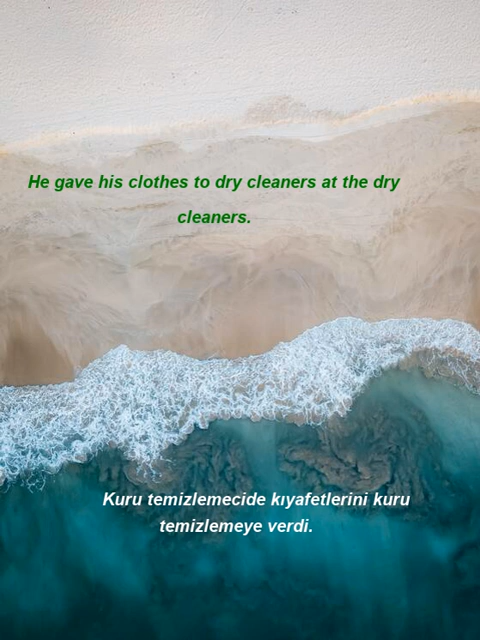 He gave his clothes to dry cleaners at the dry
cleaners.
Kuru temizlemecide kıyafetlerini kuru
temizlemeye verdi.